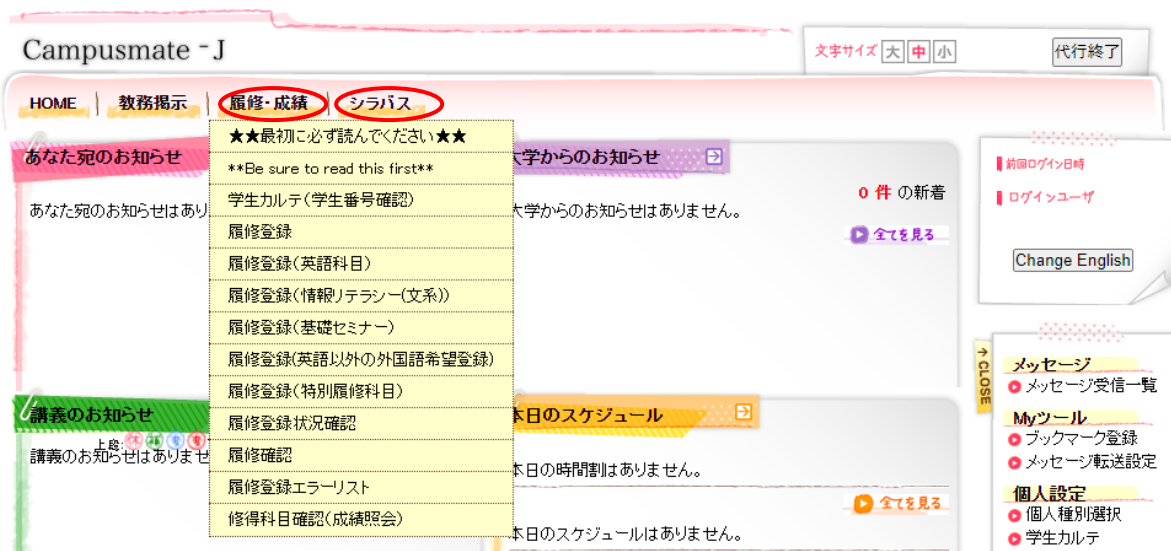 Campusmate - J
文字サイズ 大 中 小
代行終了
HOME 教務掲示 履修・成績 シラバス
★★最初に必ず読んでください★★
**Be sure to read this first**
学生カルテ(学生番号確認)
履修登録
履修登録(英語科目)
履修登録(情報リテラシー(文系))
履修登録(基礎セミナー)
履修登録(英語以外の外国語希望登録)
履修登録(特別履修科目)
履修登録状況確認
履修確認
履修登録エラーリスト
修得科目確認(成績照会)
あなた宛のお知らせ
あなた宛のお知らせはあり
大学からのお知らせ
0 件 の新着
大学からのお知らせはありません。
全てを見る
講義のお知らせ
上段:
講義のお知らせはありませ
本日のスケジュール
本日の時間割はありません。
全てを見る
本日のスケジュールはありません。
前回ログイン日時
ログインユーザ
Change English
CLOSE
メッセージ
メッセージ受信一覧
Myツール
ブックマーク登録
メッセージ転送設定
個人設定
個人種別選択
学生カルテ